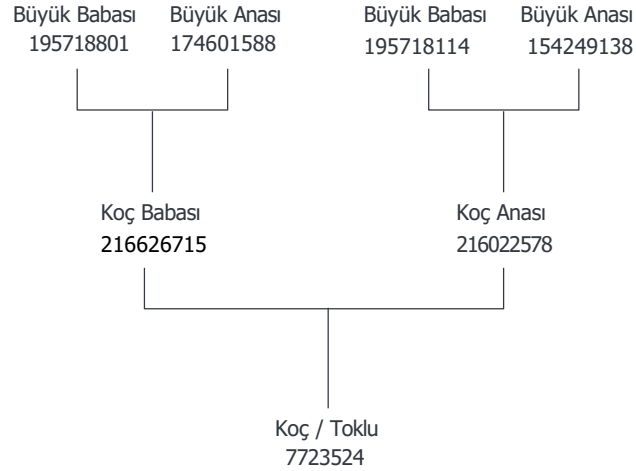 Büyük Babası Büyük Anası Büyük Babası Büyük Anası
195718801 174601588 195718114 154249138
Koç Babası Koç Anası
216626715 216022578
Koç / Toklu
7723524